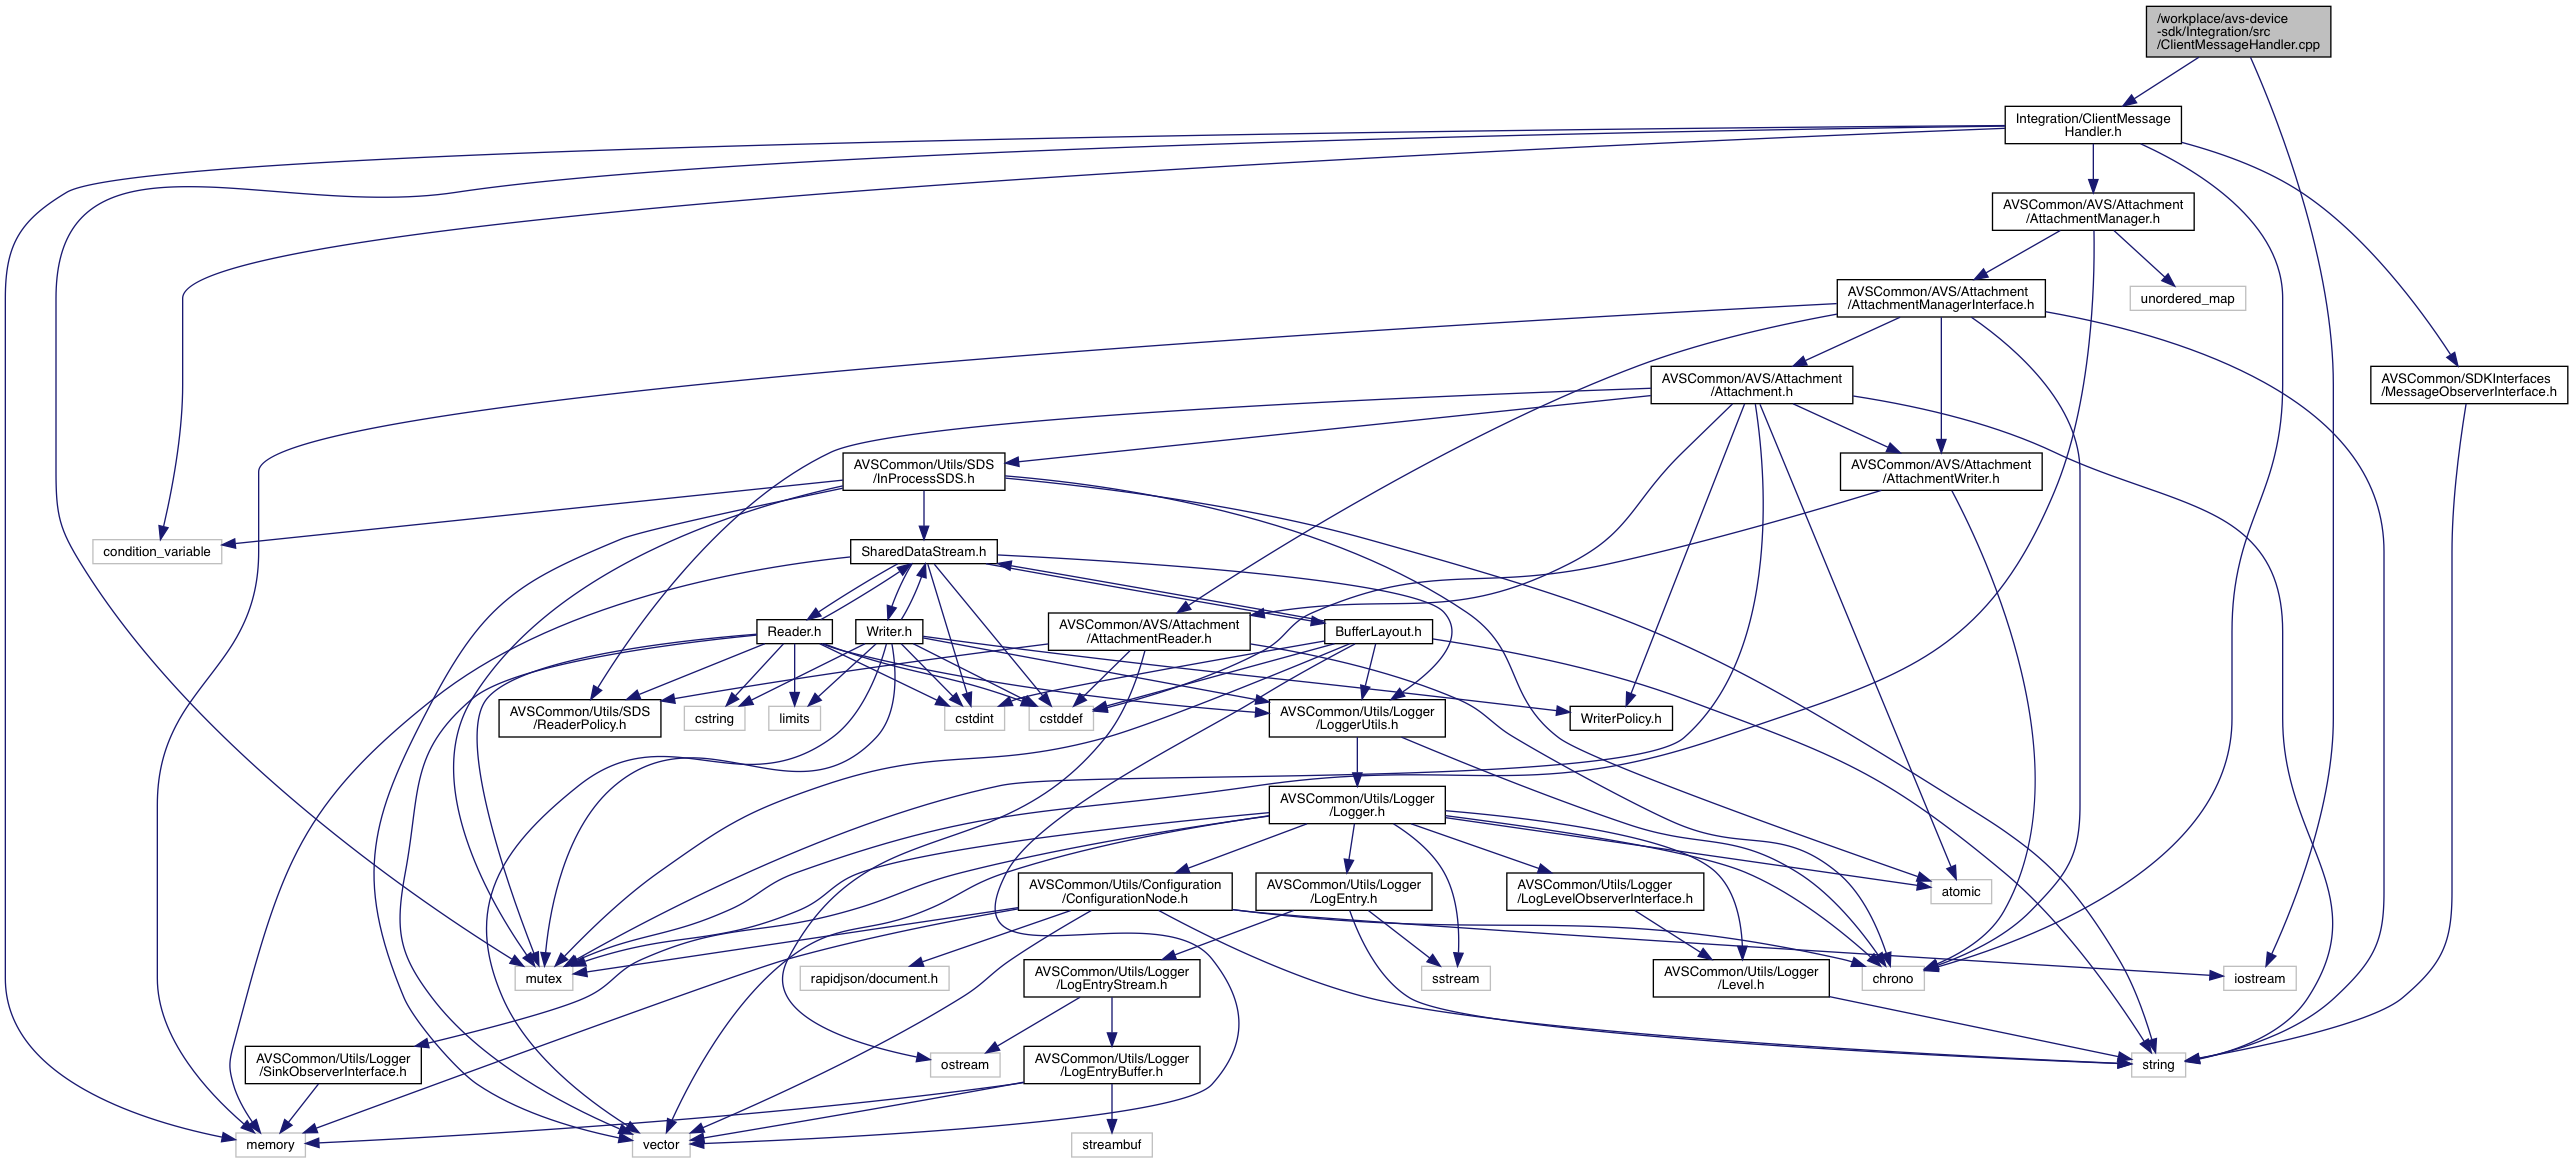 /workplace/avs-device
-sdk/Integration/src
/ClientMessageHandler.cpp
Integration/ClientMessage
Handler.h
AVSCommon/AVS/Attachment
/AttachmentManager.h
AVSCommon/AVS/Attachment
/AttachmentManagerInterface.h
unordered_map
AVSCommon/AVS/Attachment
/Attachment.h
AVSCommon/SDKInterfaces
/MessageObserverInterface.h
AVSCommon/Utils/SDS
/InProcessSDS.h
AVSCommon/AVS/Attachment
/AttachmentWriter.h
condition_variable
SharedDataStream.h
Reader.h
Writer.h
AVSCommon/AVS/Attachment
/AttachmentReader.h
BufferLayout.h
AVSCommon/Utils/SDS
/ReaderPolicy.h
cstring
limits
cstdint
cstddef
AVSCommon/Utils/Logger
/LoggerUtils.h
WriterPolicy.h
AVSCommon/Utils/Logger
/Logger.h
AVSCommon/Utils/Configuration
/ConfigurationNode.h
AVSCommon/Utils/Logger
/LogEntry.h
AVSCommon/Utils/Logger
/LogLevelObserverInterface.h
atomic
mutex
rapidjson/document.h
AVSCommon/Utils/Logger
/LogEntryStream.h
sstream
AVSCommon/Utils/Logger
/Level.h
chrono
iostream
AVSCommon/Utils/Logger
/SinkObserverInterface.h
ostream
AVSCommon/Utils/Logger
/LogEntryBuffer.h
string
memory
vector
streambuf